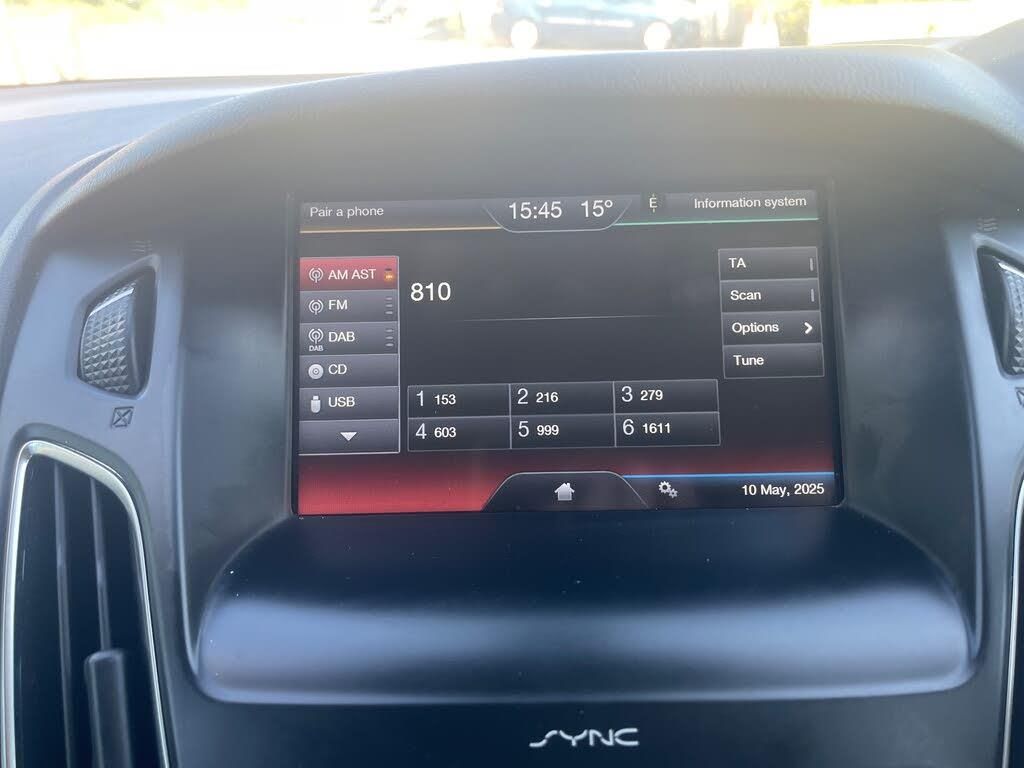 Pair a phone
15:45 15°
E
Information system
AM AST
FM
DAB
DAB
CD
USB
810
1 153
2 216
3 279
4 603
5 999
6 1611
TA
Scan
Options
Tune
10 May, 2025
SYNC